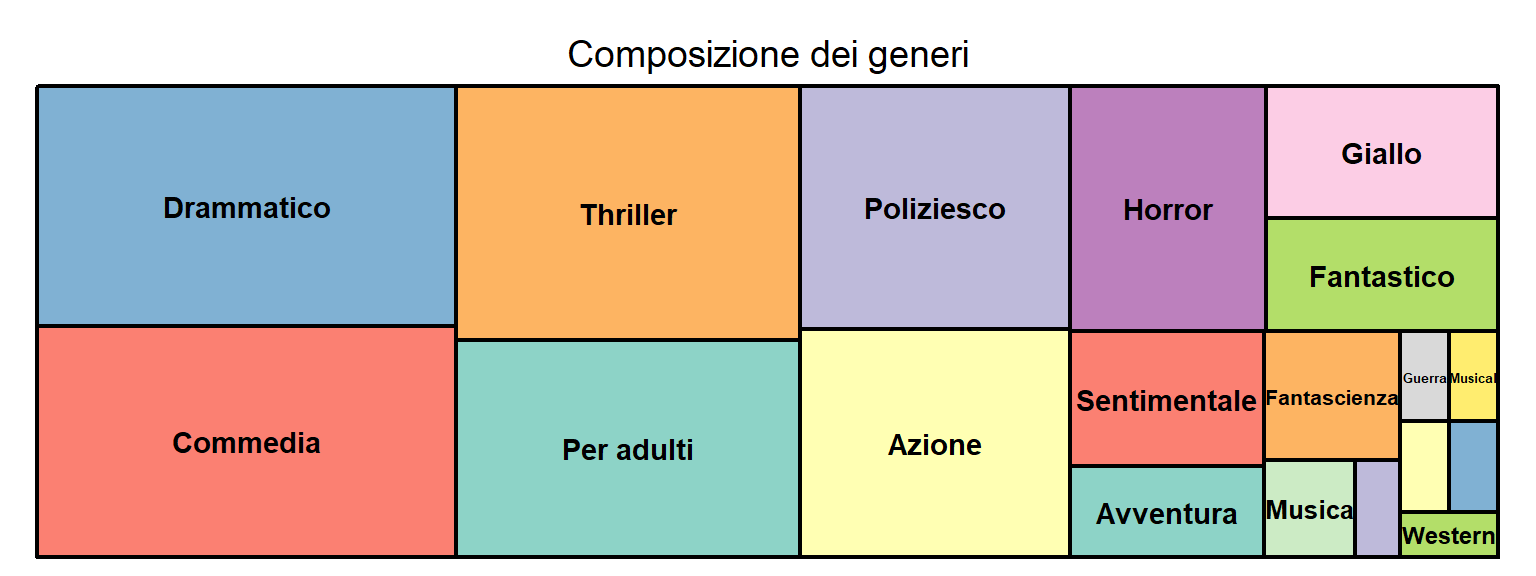 Composizione dei generi
Drammatico
Thriller
Poliziesco
Horror
Giallo
Fantastico
Commedia
Per adulti
Azione
Sentimentale
Fantascienza
Guerra
Musical
Avventura
Musica
Western